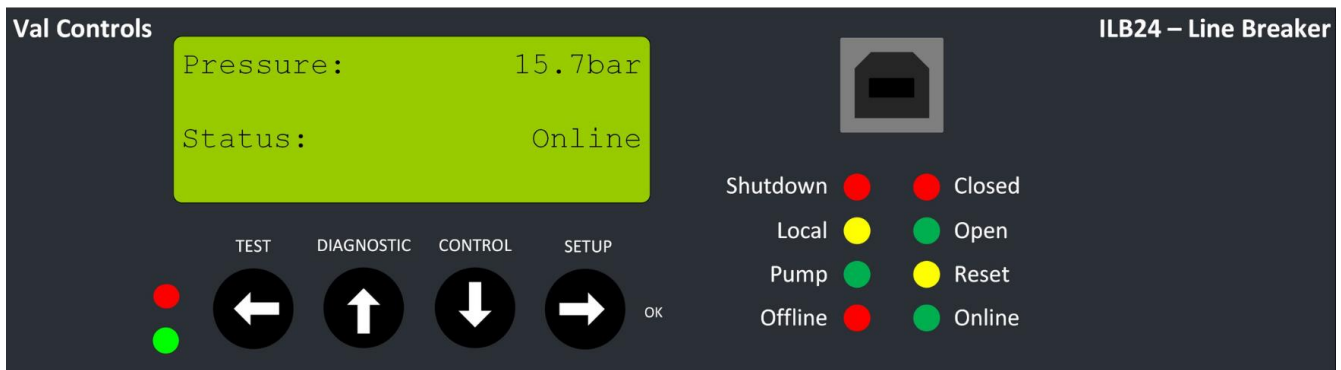 Val Controls
ILB24 – Line Breaker
Pressure: 15.7bar
Status: Online
TEST DIAGNOSTIC CONTROL SETUP
OK
Shutdown Closed
Local Open
Pump Reset
Offline Online